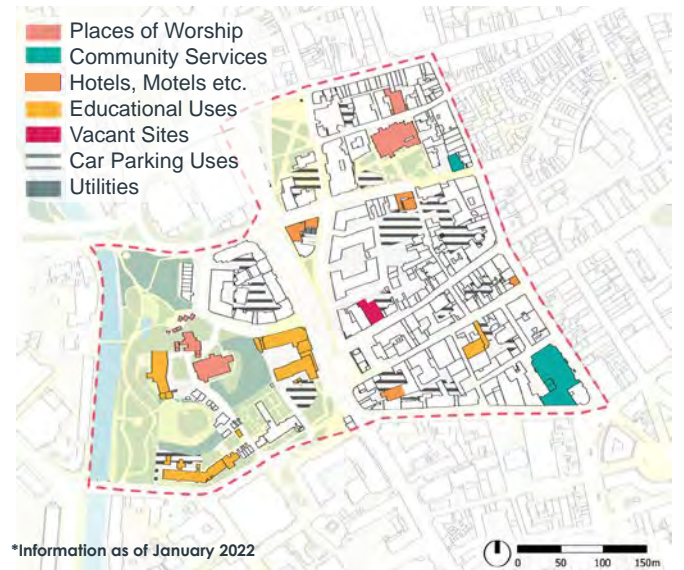 Places of Worship
Community Services
Hotels, Motels etc.
Educational Uses
Vacant Sites
Car Parking Uses
Utilities
*Information as of January 2022
0 50 100 150m